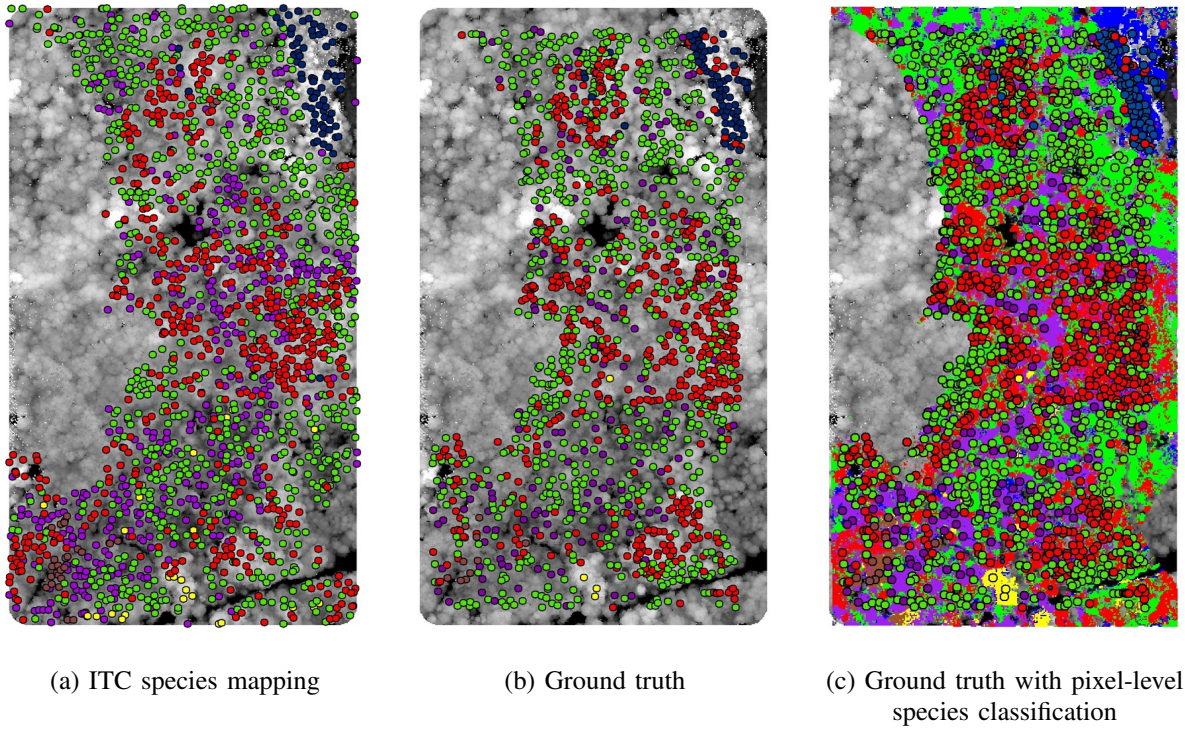 (a) ITC species mapping
(b) Ground truth
(c) Ground truth with pixel-level
species classification